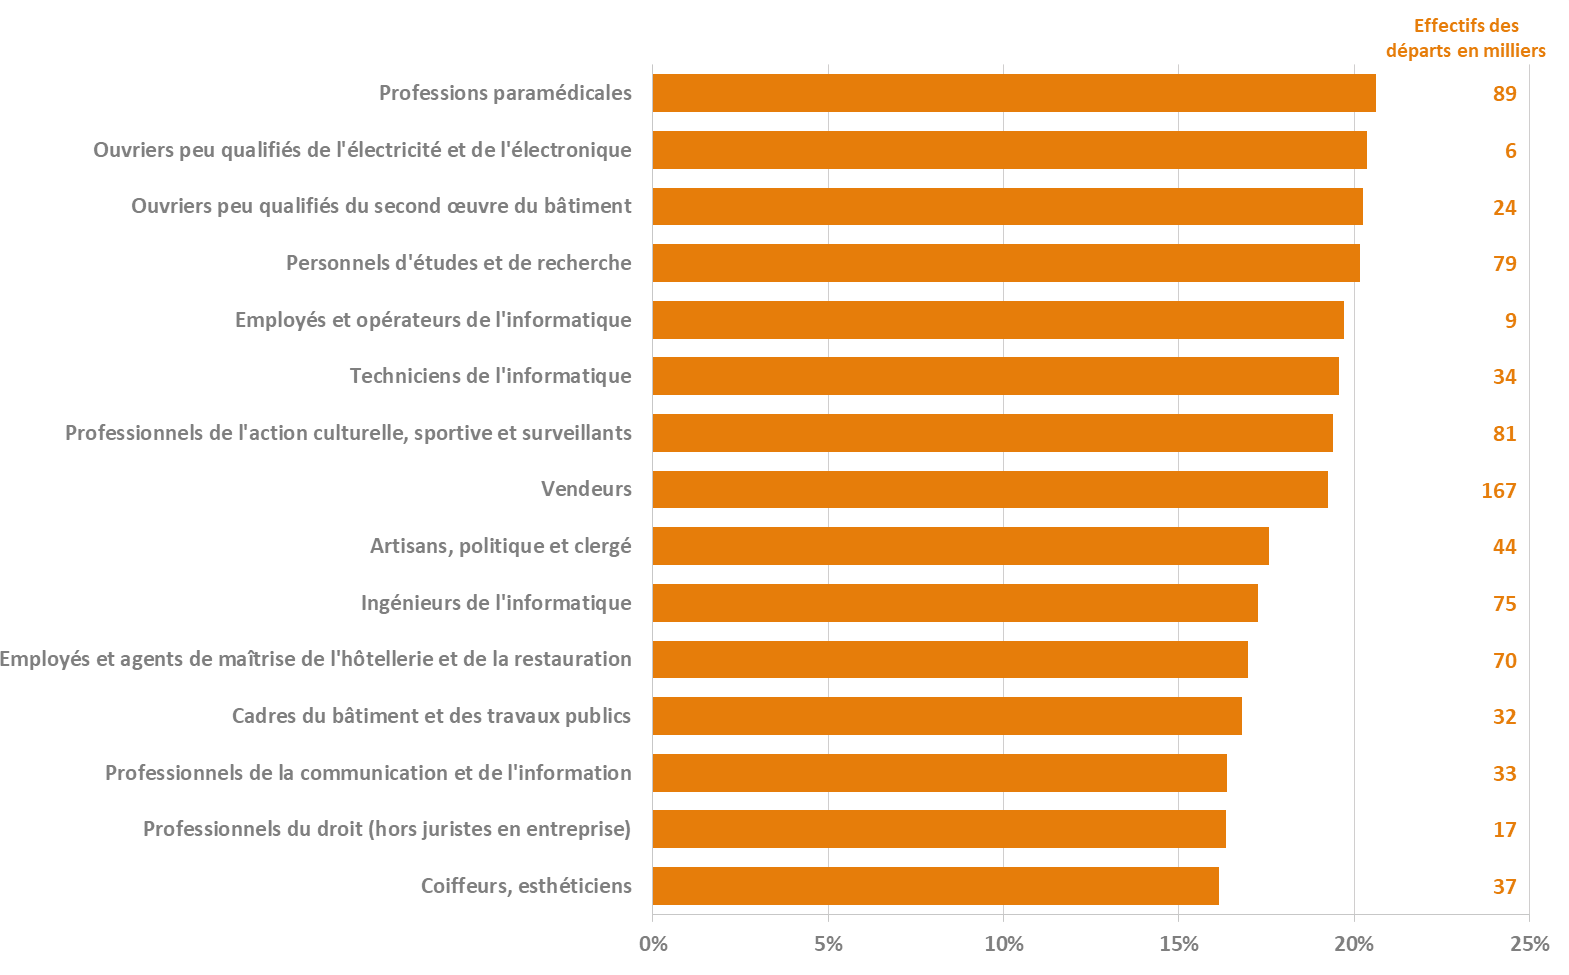 Effectifs des
départs en milliers
Professions paramédicales 89
Ouvriers peu qualifiés de l'électricité et de l'électronique 6
Ouvriers peu qualifiés du second œuvre du bâtiment 24
Personnels d'études et de recherche 79
Employés et opérateurs de l'informatique 9
Techniciens de l'informatique 34
Professionnels de l'action culturelle, sportive et surveillants 81
Vendeurs 167
Artisans, politique et clergé 44
Ingénieurs de l'informatique 75
Employés et agents de maîtrise de l'hôtellerie et de la restauration 70
Cadres du bâtiment et des travaux publics 32
Professionnels de la communication et de l'information 33
Professionnels du droit (hors juristes en entreprise) 17
Coiffeurs, esthéticiens 37
0% 5% 10% 15% 20% 25%